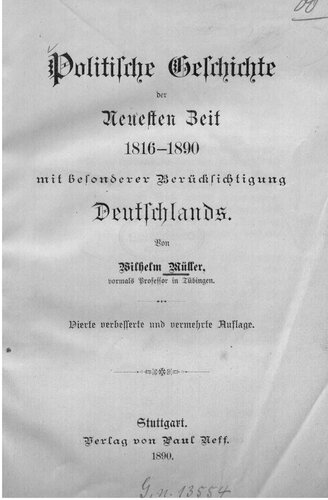 Politische Geschichte
der
Neuesten Zeit
1816–1890
mit besonderer Berücksichtigung
Deutschlands.
Von
Wilhelm Müller,
vormals Professor in Tübingen.
Vierte verbesserte und vermehrte Auflage.
Stuttgart.
Verlag von Paul Neff.
1890.
G. n. 13554